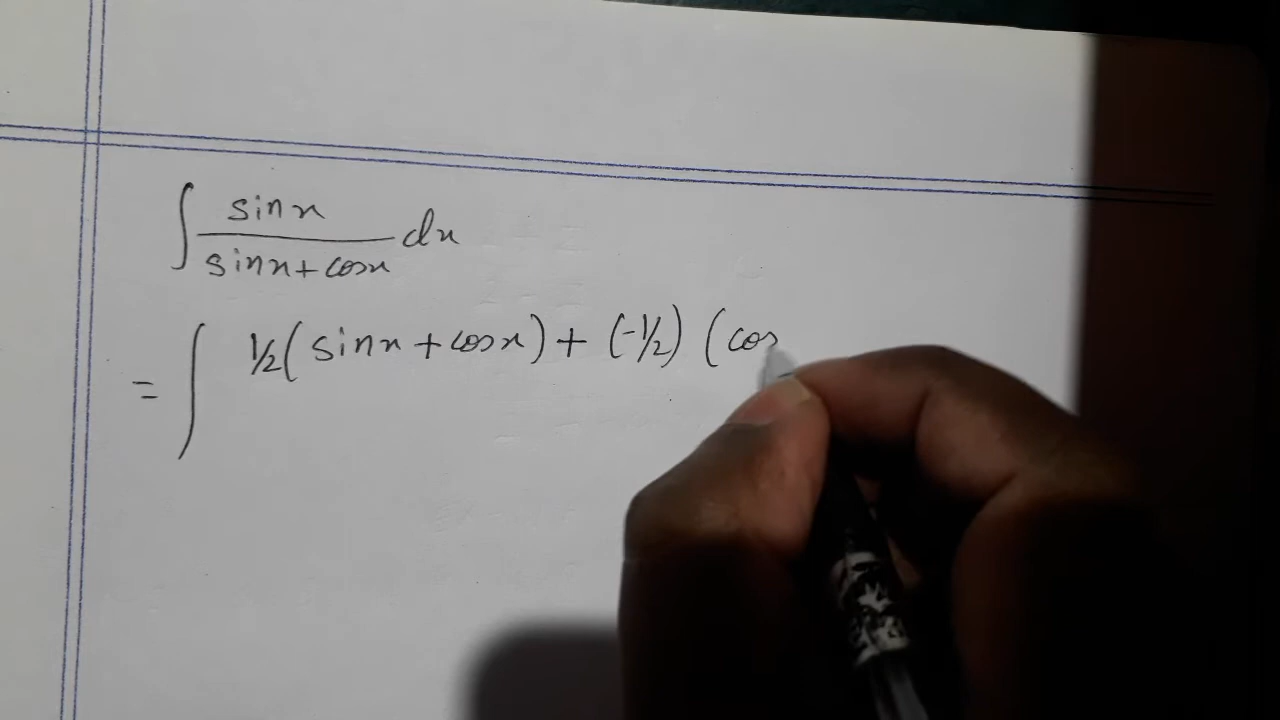 ∫ sinx / sinx+cosx dx
= ∫ ½(sinx+cosx)+(-½)(cos